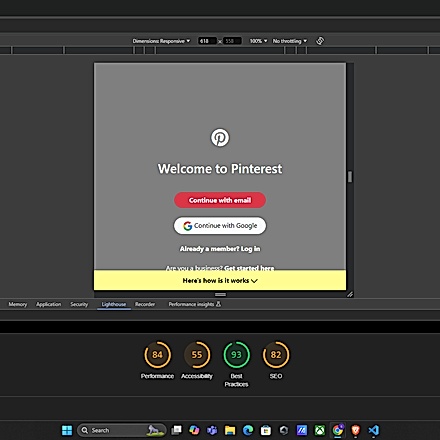 Dimensions: Responsive 618 x 558 100% No throttling
Welcome to Pinterest
Continue with email
Continue with Google
Already a member? Log in
Are you a business? Get started here
Here's how is it works
Memory Application Security Lighthouse Recorder Performance insights
84 55 93 82
Performance Accessibility Best Practices SEO
Search